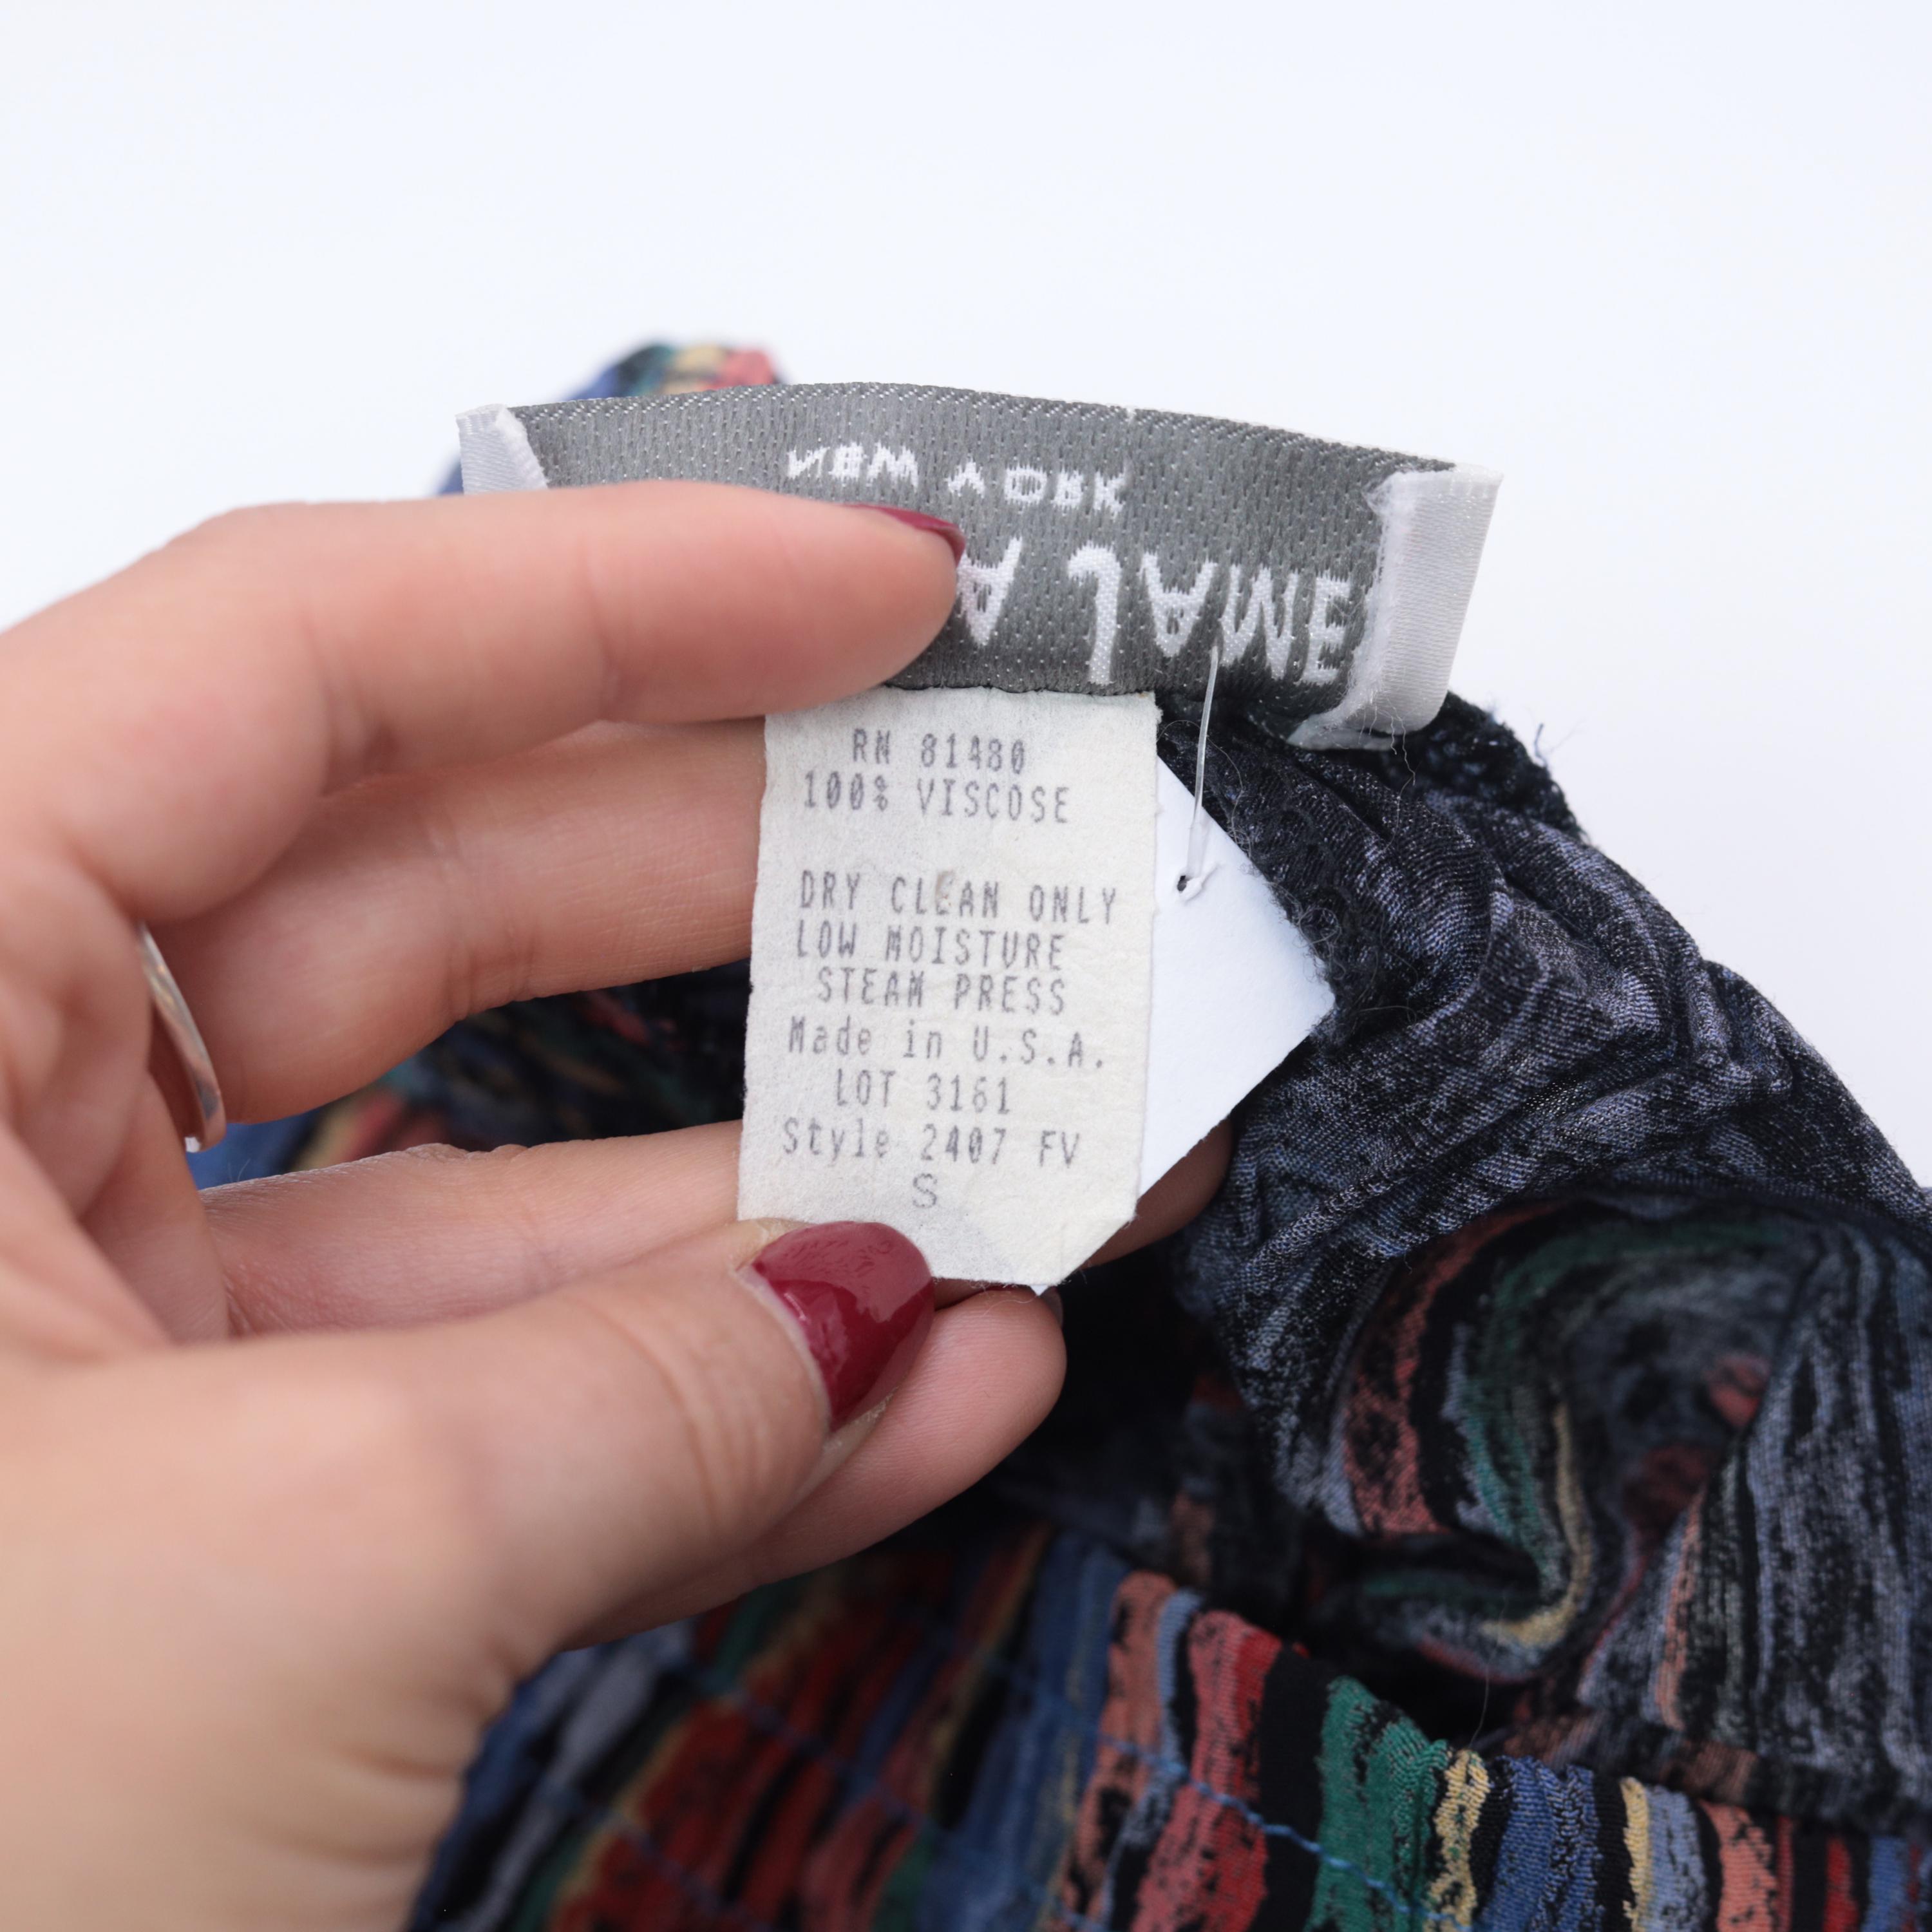 NEW YORK
RN 81480
100% VISCOSE
DRY CLEAN ONLY
LOW MOISTURE
STEAM PRESS
Made in U.S.A.
LOT 3161
Style 2407 FV
S